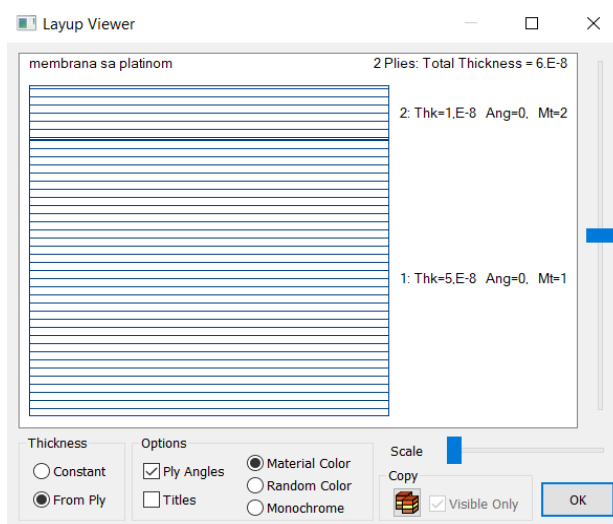 Layup Viewer
membrana sa platinom 2 Plies: Total Thickness = 6.E-8
2: Thk=1,E-8 Ang=0, Mt=2
1: Thk=5,E-8 Ang=0, Mt=1
Thickness
Constant
From Ply
Options
Ply Angles
Titles
Material Color
Random Color
Monochrome
Scale
Copy
Visible Only
OK